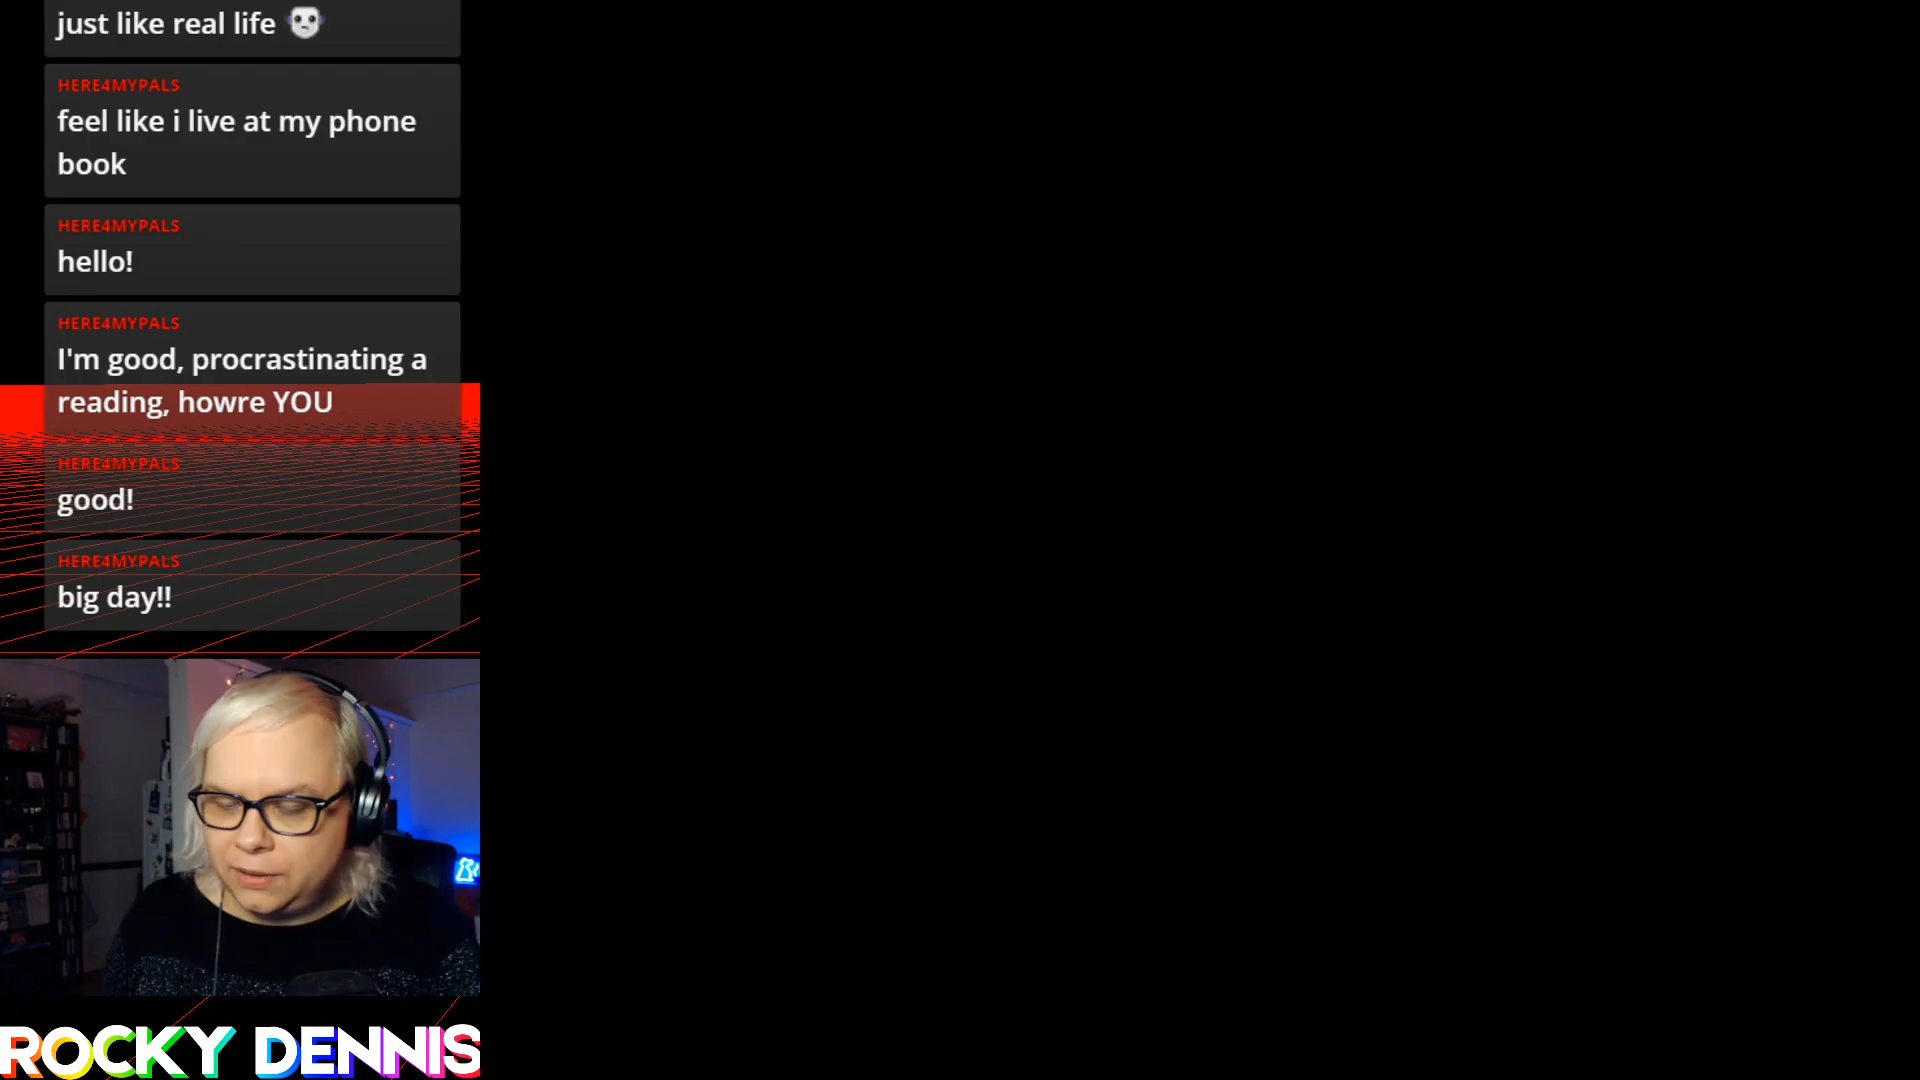 just like real life
HERE4MYPALS
feel like i live at my phone
book
HERE4MYPALS
hello!
HERE4MYPALS
I'm good, procrastinating a
reading, howre YOU
HERE4MYPALS
good!
HERE4MYPALS
big day!!
ROCKY DENNIS